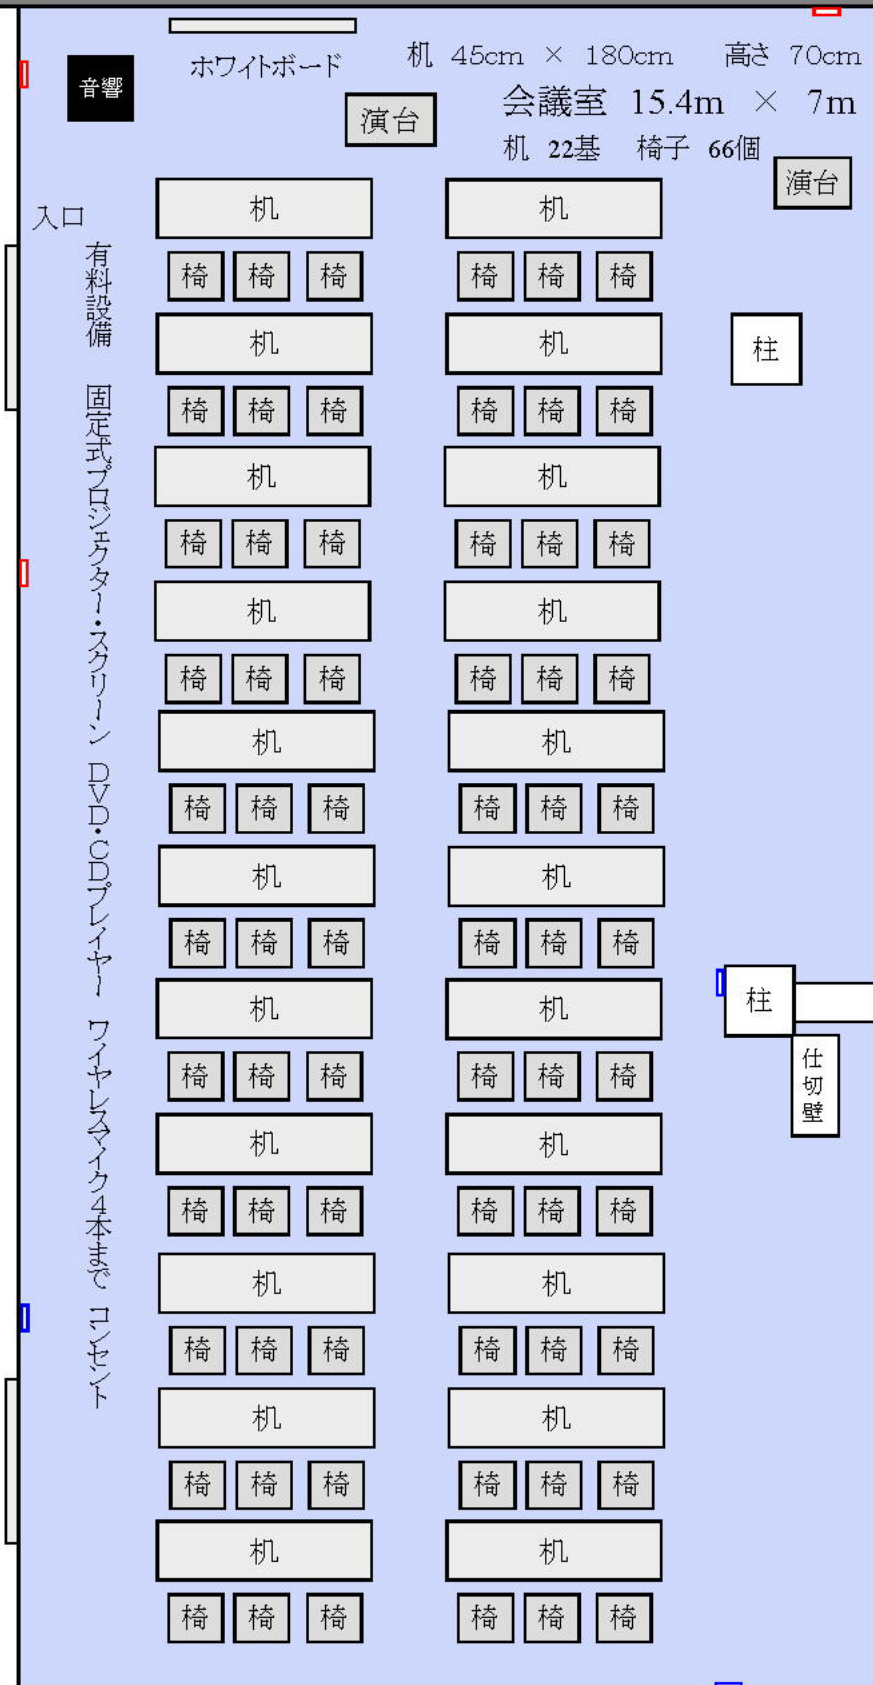 ホワイトボード
机 45cm × 180cm 高さ 70cm
音響
演台
会議室 15.4m × 7m
机 22基 椅子 66個
演台
入口
有料設備 固定式プロジェクター・スクリーン DVD・CDプレイヤー ワイヤレスマイク4本まで コンセント
机 机
椅 椅 椅 椅 椅 椅
机 机
柱
椅 椅 椅 椅 椅 椅
机 机
椅 椅 椅 椅 椅 椅
机 机
椅 椅 椅 椅 椅 椅
机 机
椅 椅 椅 椅 椅 椅
机 机
椅 椅 椅 椅 椅 椅
机 机
柱
椅 椅 椅 椅 椅 椅
仕切壁
机 机
椅 椅 椅 椅 椅 椅
机 机
椅 椅 椅 椅 椅 椅
机 机
椅 椅 椅 椅 椅 椅
机 机
椅 椅 椅 椅 椅 椅